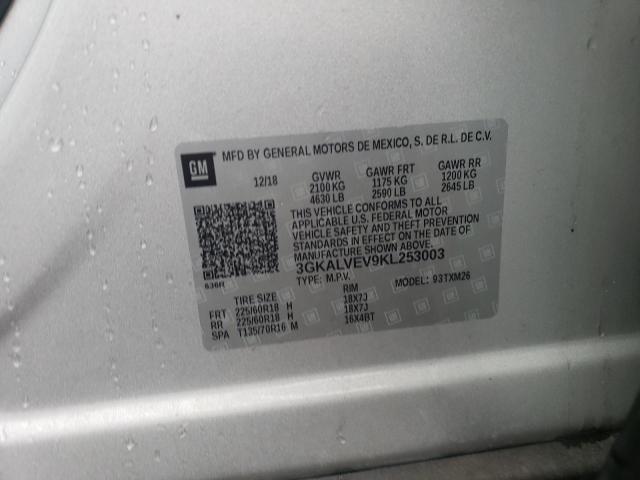 MFD BY GENERAL MOTORS DE MEXICO, S. DE R.L. DE C.V.
GM
12/18 GVWR GAWR FRT GAWR RR
2100 KG 1175 KG 1200 KG
4630 LB 2590 LB 2645 LB
THIS VEHICLE CONFORMS TO ALL
APPLICABLE U.S. FEDERAL MOTOR
VEHICLE SAFETY AND THEFT PREVENTION
STANDARDS IN EFFECT ON THE DATE OF
MANUFACTURE SHOWN ABOVE.
3GKALVEV9KL253003
636R
TYPE: M.P.V. MODEL: 93TXM26
TIRE SIZE RIM
FRT 225/60R18 H 18X7J
RR 225/60R18 H 18X7J
SPA T135/70R16 M 16X4BT